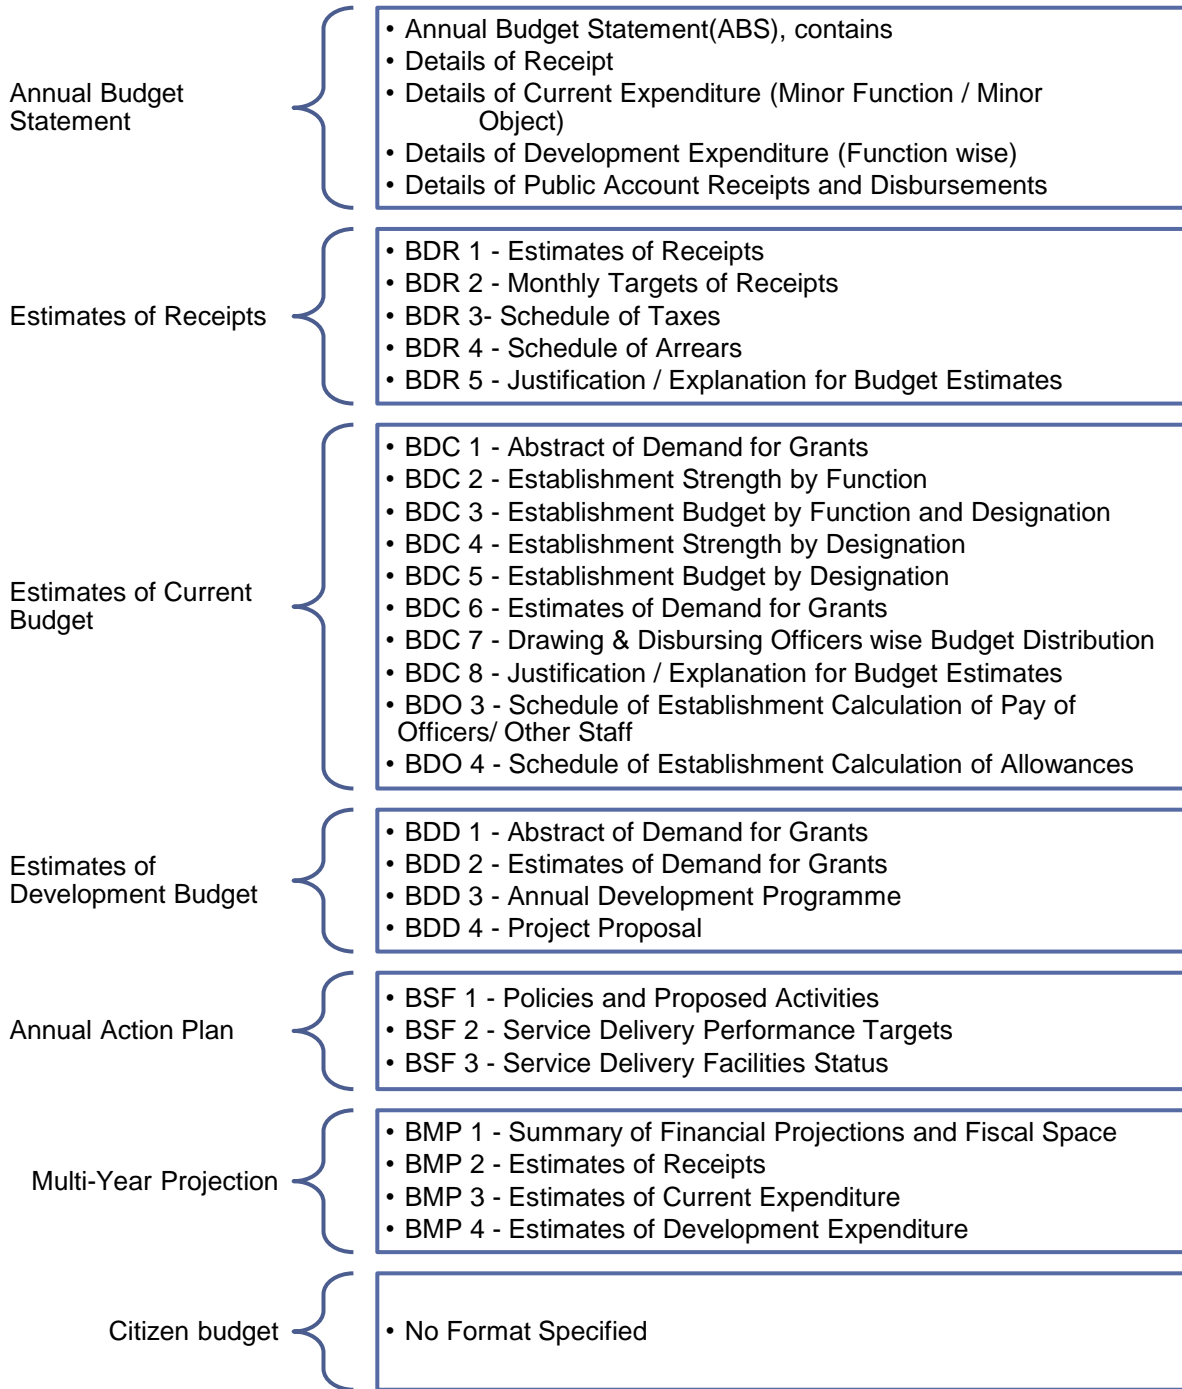 Annual Budget
Statement
• Annual Budget Statement(ABS), contains
• Details of Receipt
• Details of Current Expenditure (Minor Function / Minor
Object)
• Details of Development Expenditure (Function wise)
• Details of Public Account Receipts and Disbursements
Estimates of Receipts
• BDR 1 - Estimates of Receipts
• BDR 2 - Monthly Targets of Receipts
• BDR 3- Schedule of Taxes
• BDR 4 - Schedule of Arrears
• BDR 5 - Justification / Explanation for Budget Estimates
Estimates of Current
Budget
• BDC 1 - Abstract of Demand for Grants
• BDC 2 - Establishment Strength by Function
• BDC 3 - Establishment Budget by Function and Designation
• BDC 4 - Establishment Strength by Designation
• BDC 5 - Establishment Budget by Designation
• BDC 6 - Estimates of Demand for Grants
• BDC 7 - Drawing & Disbursing Officers wise Budget Distribution
• BDC 8 - Justification / Explanation for Budget Estimates
• BDO 3 - Schedule of Establishment Calculation of Pay of
Officers/ Other Staff
• BDO 4 - Schedule of Establishment Calculation of Allowances
Estimates of
Development Budget
• BDD 1 - Abstract of Demand for Grants
• BDD 2 - Estimates of Demand for Grants
• BDD 3 - Annual Development Programme
• BDD 4 - Project Proposal
Annual Action Plan
• BSF 1 - Policies and Proposed Activities
• BSF 2 - Service Delivery Performance Targets
• BSF 3 - Service Delivery Facilities Status
Multi-Year Projection
• BMP 1 - Summary of Financial Projections and Fiscal Space
• BMP 2 - Estimates of Receipts
• BMP 3 - Estimates of Current Expenditure
• BMP 4 - Estimates of Development Expenditure
Citizen budget
• No Format Specified